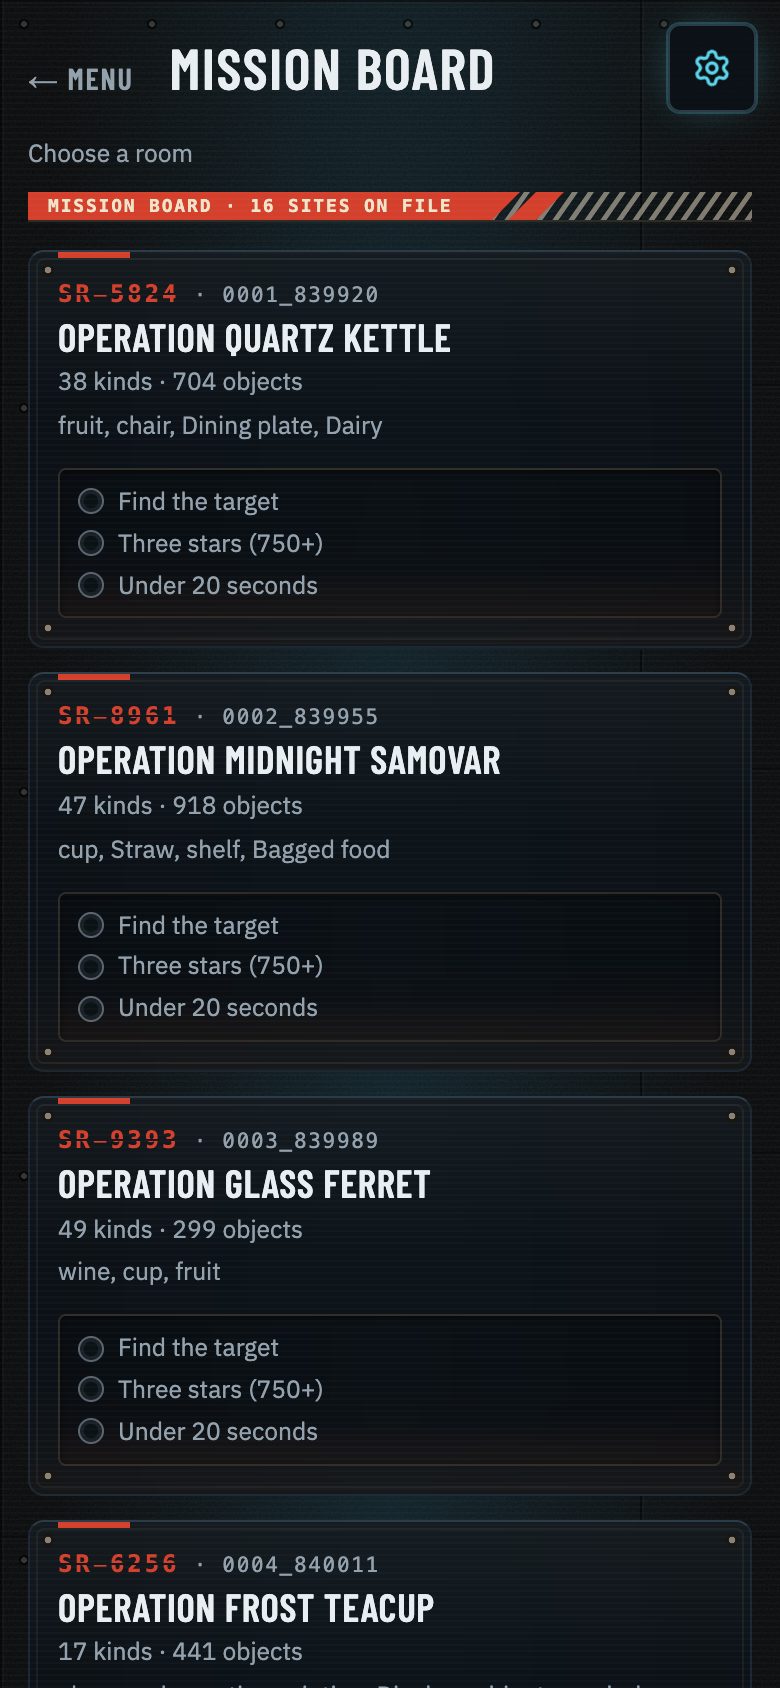 ← MENU MISSION BOARD
Choose a room
MISSION BOARD · 16 SITES ON FILE
SR-5824 · 0001_839920
OPERATION QUARTZ KETTLE
38 kinds · 704 objects
fruit, chair, Dining plate, Dairy
Find the target
Three stars (750+)
Under 20 seconds
SR-8961 · 0002_839955
OPERATION MIDNIGHT SAMOVAR
47 kinds · 918 objects
cup, Straw, shelf, Bagged food
Find the target
Three stars (750+)
Under 20 seconds
SR-9393 · 0003_839989
OPERATION GLASS FERRET
49 kinds · 299 objects
wine, cup, fruit
Find the target
Three stars (750+)
Under 20 seconds
SR-6256 · 0004_840011
OPERATION FROST TEACUP
17 kinds · 441 objects